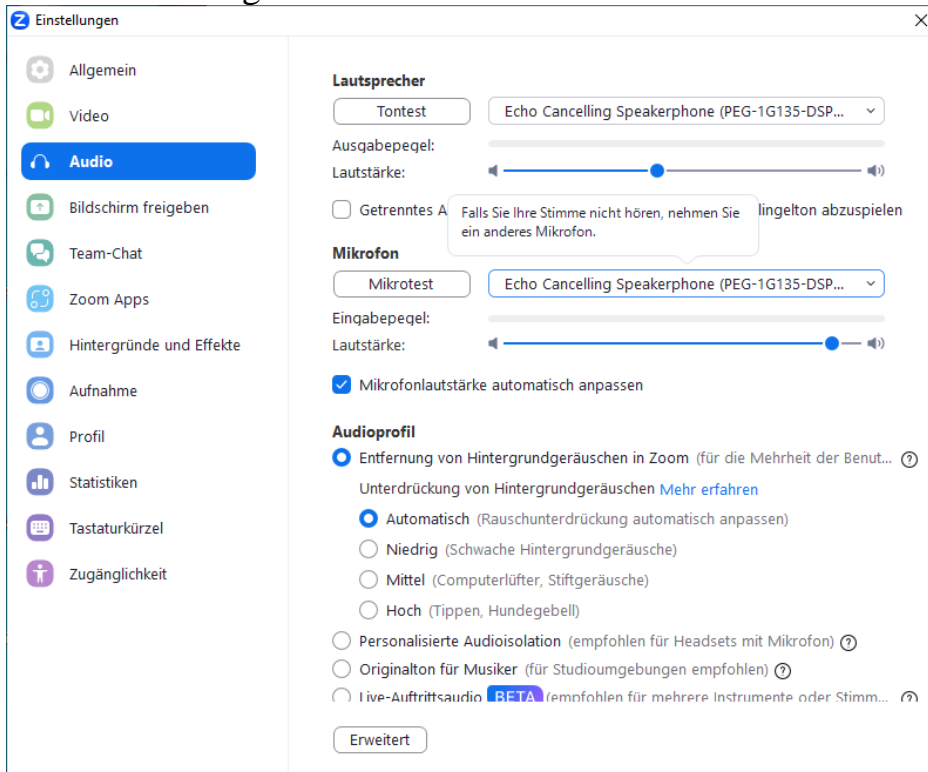 Einstellungen
Allgemein
Video
Audio
Bildschirm freigeben
Team-Chat
Zoom Apps
Hintergründe und Effekte
Aufnahme
Profil
Statistiken
Tastaturkürzel
Zugänglichkeit
Lautsprecher
Tontest Echo Cancelling Speakerphone (PEG-1G135-DSP...
Ausgabepegel:
Lautstärke:
Getrenntes A lingelton abzuspielen
Falls Sie Ihre Stimme nicht hören, nehmen Sie
ein anderes Mikrofon.
Mikrofon
Mikrotest Echo Cancelling Speakerphone (PEG-1G135-DSP...
Eingabepegel:
Lautstärke:
Mikrofonlautstärke automatisch anpassen
Audioprofil
Entfernung von Hintergrundgeräuschen in Zoom (für die Mehrheit der Benut... ?
Unterdrückung von Hintergrundgeräuschen Mehr erfahren
Automatisch (Rauschunterdrückung automatisch anpassen)
Niedrig (Schwache Hintergrundgeräusche)
Mittel (Computerlüfter, Stiftgeräusche)
Hoch (Tippen, Hundegebell)
Personalisierte Audioisolation (empfohlen für Headsets mit Mikrofon) ?
Originalton für Musiker (für Studioumgebungen empfohlen) ?
Live-Auftrittsaudio BETA (empfohlen für mehrere Instrumente oder Stimm... ?
Erweitert